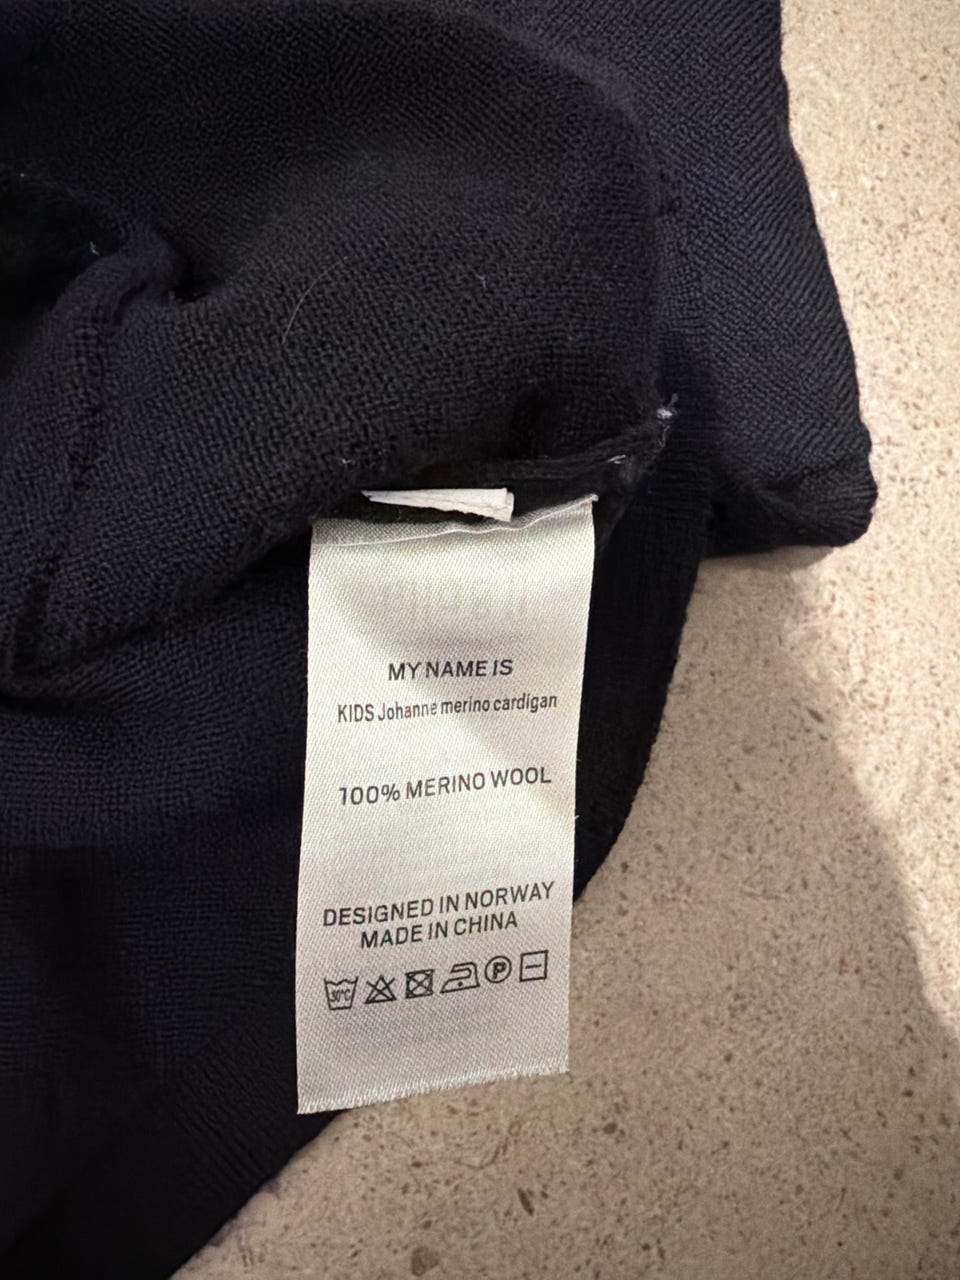 MY NAME IS
KIDS Johanne merino cardigan
100% MERINO WOOL
DESIGNED IN NORWAY
MADE IN CHINA
30°C P